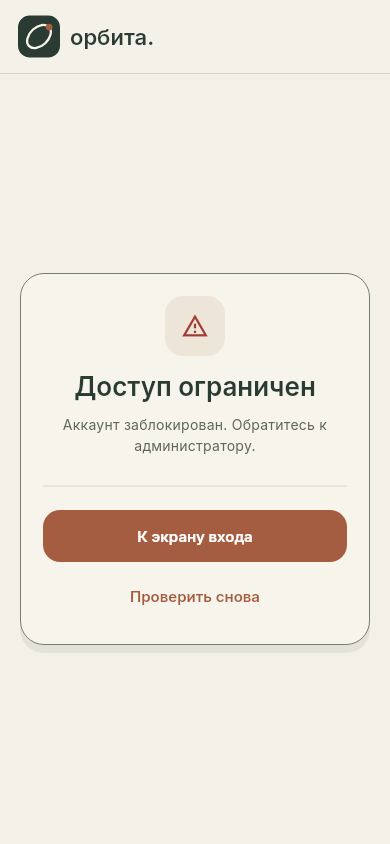 орбита.
Доступ ограничен
Аккаунт заблокирован. Обратитесь к
администратору.
К экрану входа
Проверить снова